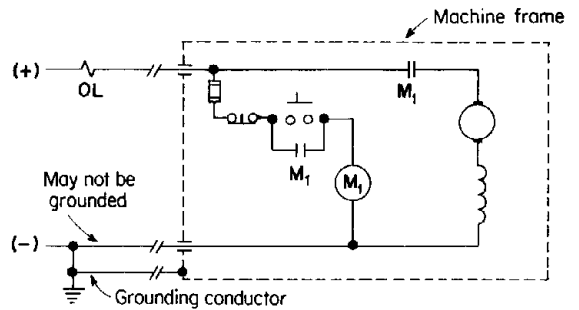 Machine frame
(+)
OL
M₁
M₁
M₁
May not be
grounded
(-)
Grounding conductor